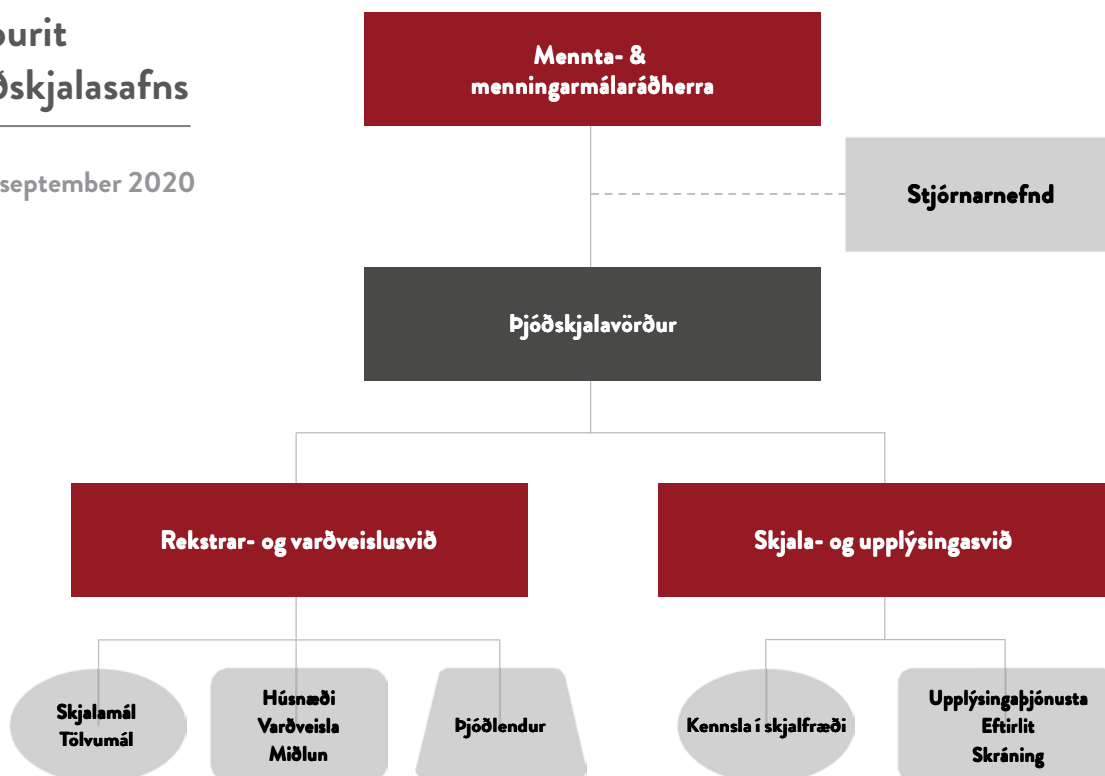 purit
ðskjalasafns
september 2020
Mennta- &
menningarmálaráðherra
Stjórnarnefnd
Þjóðskjalavörður
Rekstrar- og varðveislusvið
Skjala- og upplýsingasvið
Skjalamál
Tölvumál
Húsnæði
Varðveisla
Miðlun
Þjóðlendur
Kennsla í skjalfræði
Upplýsingaþjónusta
Eftirlit
Skráning